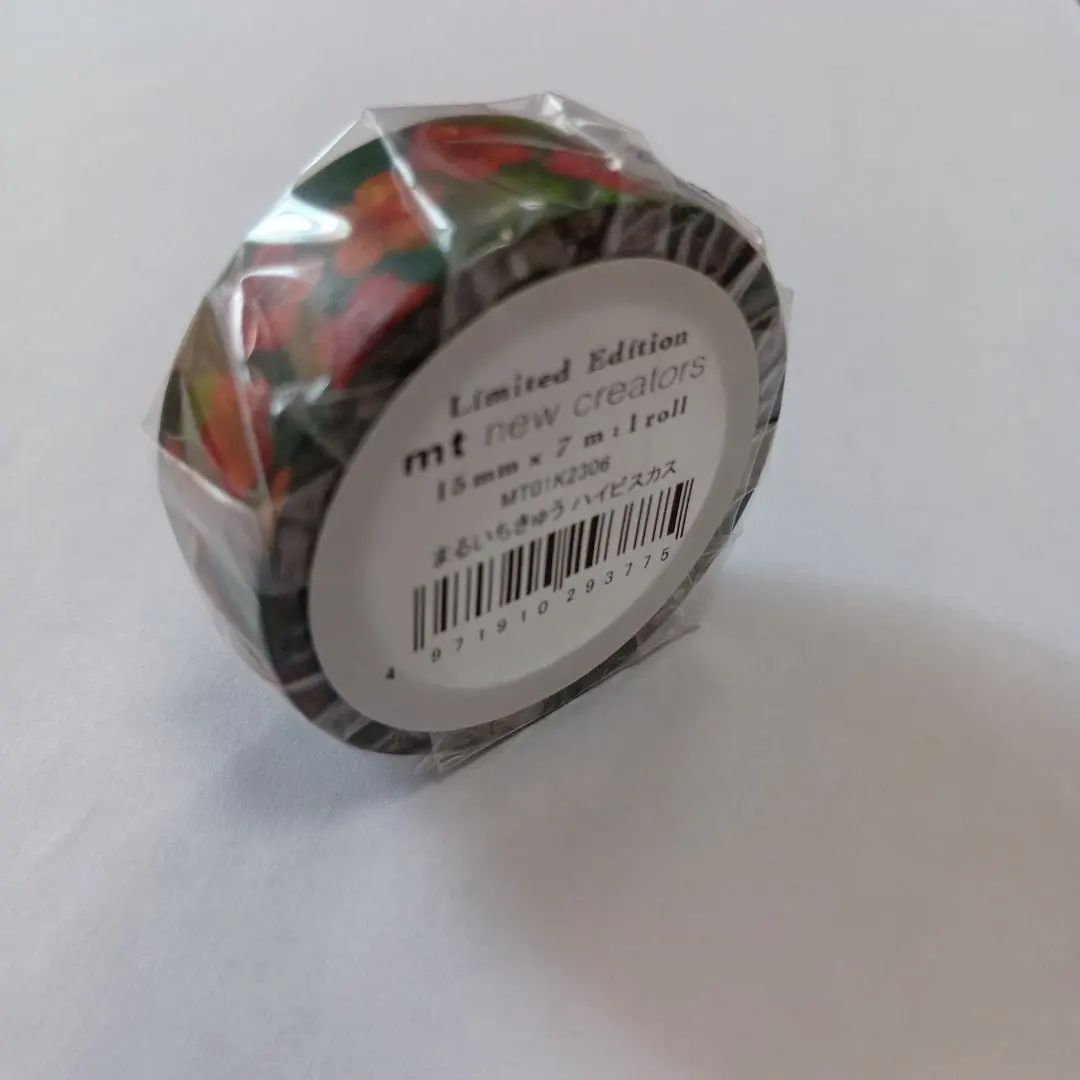 Limited Edition
mt new creators
15mm × 7 m : 1 roll
MT01K2306
まるいちきゅう ハイビスカス
4 971910 293775